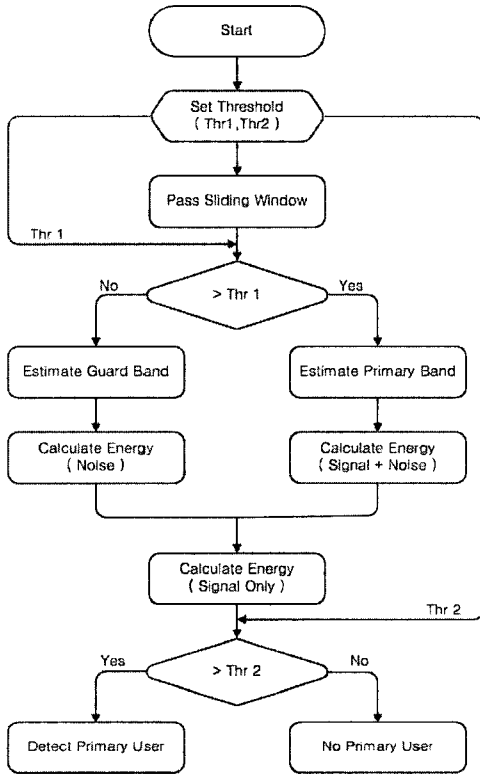 Start
Set Threshold
( Thr1,Thr2 )
Pass Sliding Window
Thr 1
> Thr 1
No
Yes
Estimate Guard Band
Estimate Primary Band
Calculate Energy
( Noise )
Calculate Energy
( Signal + Noise )
Calculate Energy
( Signal Only )
Thr 2
> Thr 2
Yes
No
Detect Primary User
No Primary User